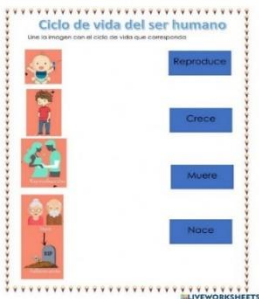 Ciclo de vida del ser humano
Une la imagen con el ciclo de vida que corresponda
Reproduce
Crece
Muere
Nace
RIP
LIVEWORKSHEETS